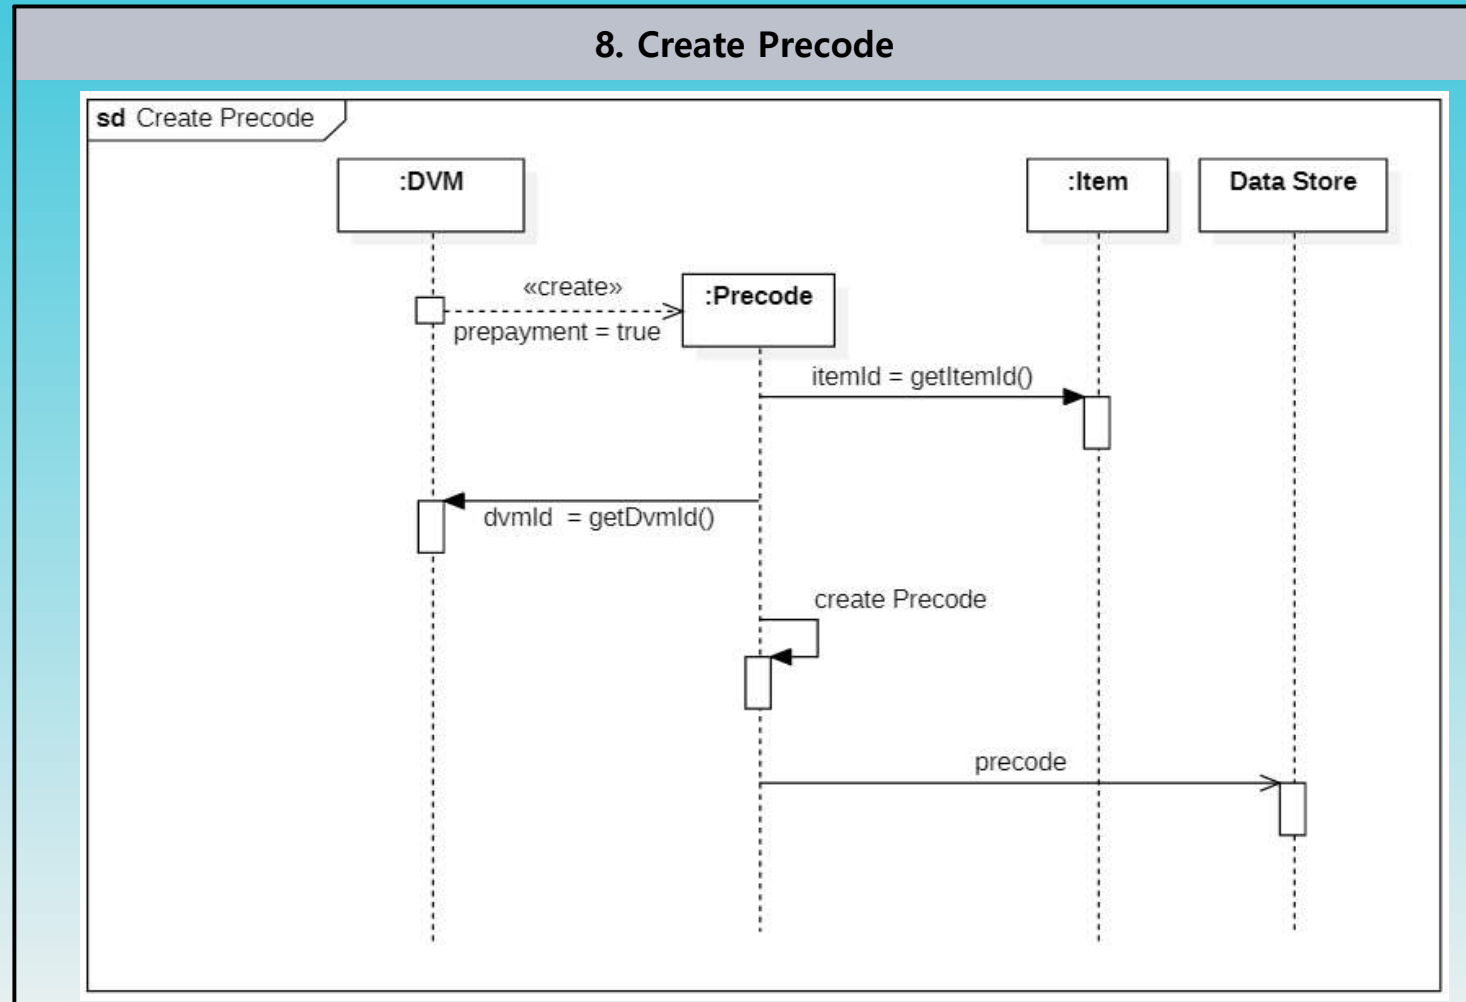 8. Create Precode
sd Create Precode
:DVM
:Item
Data Store
«create»
:Precode
prepayment = true
itemId = getItemId()
dvmId  = getDvmId()
create Precode
precode